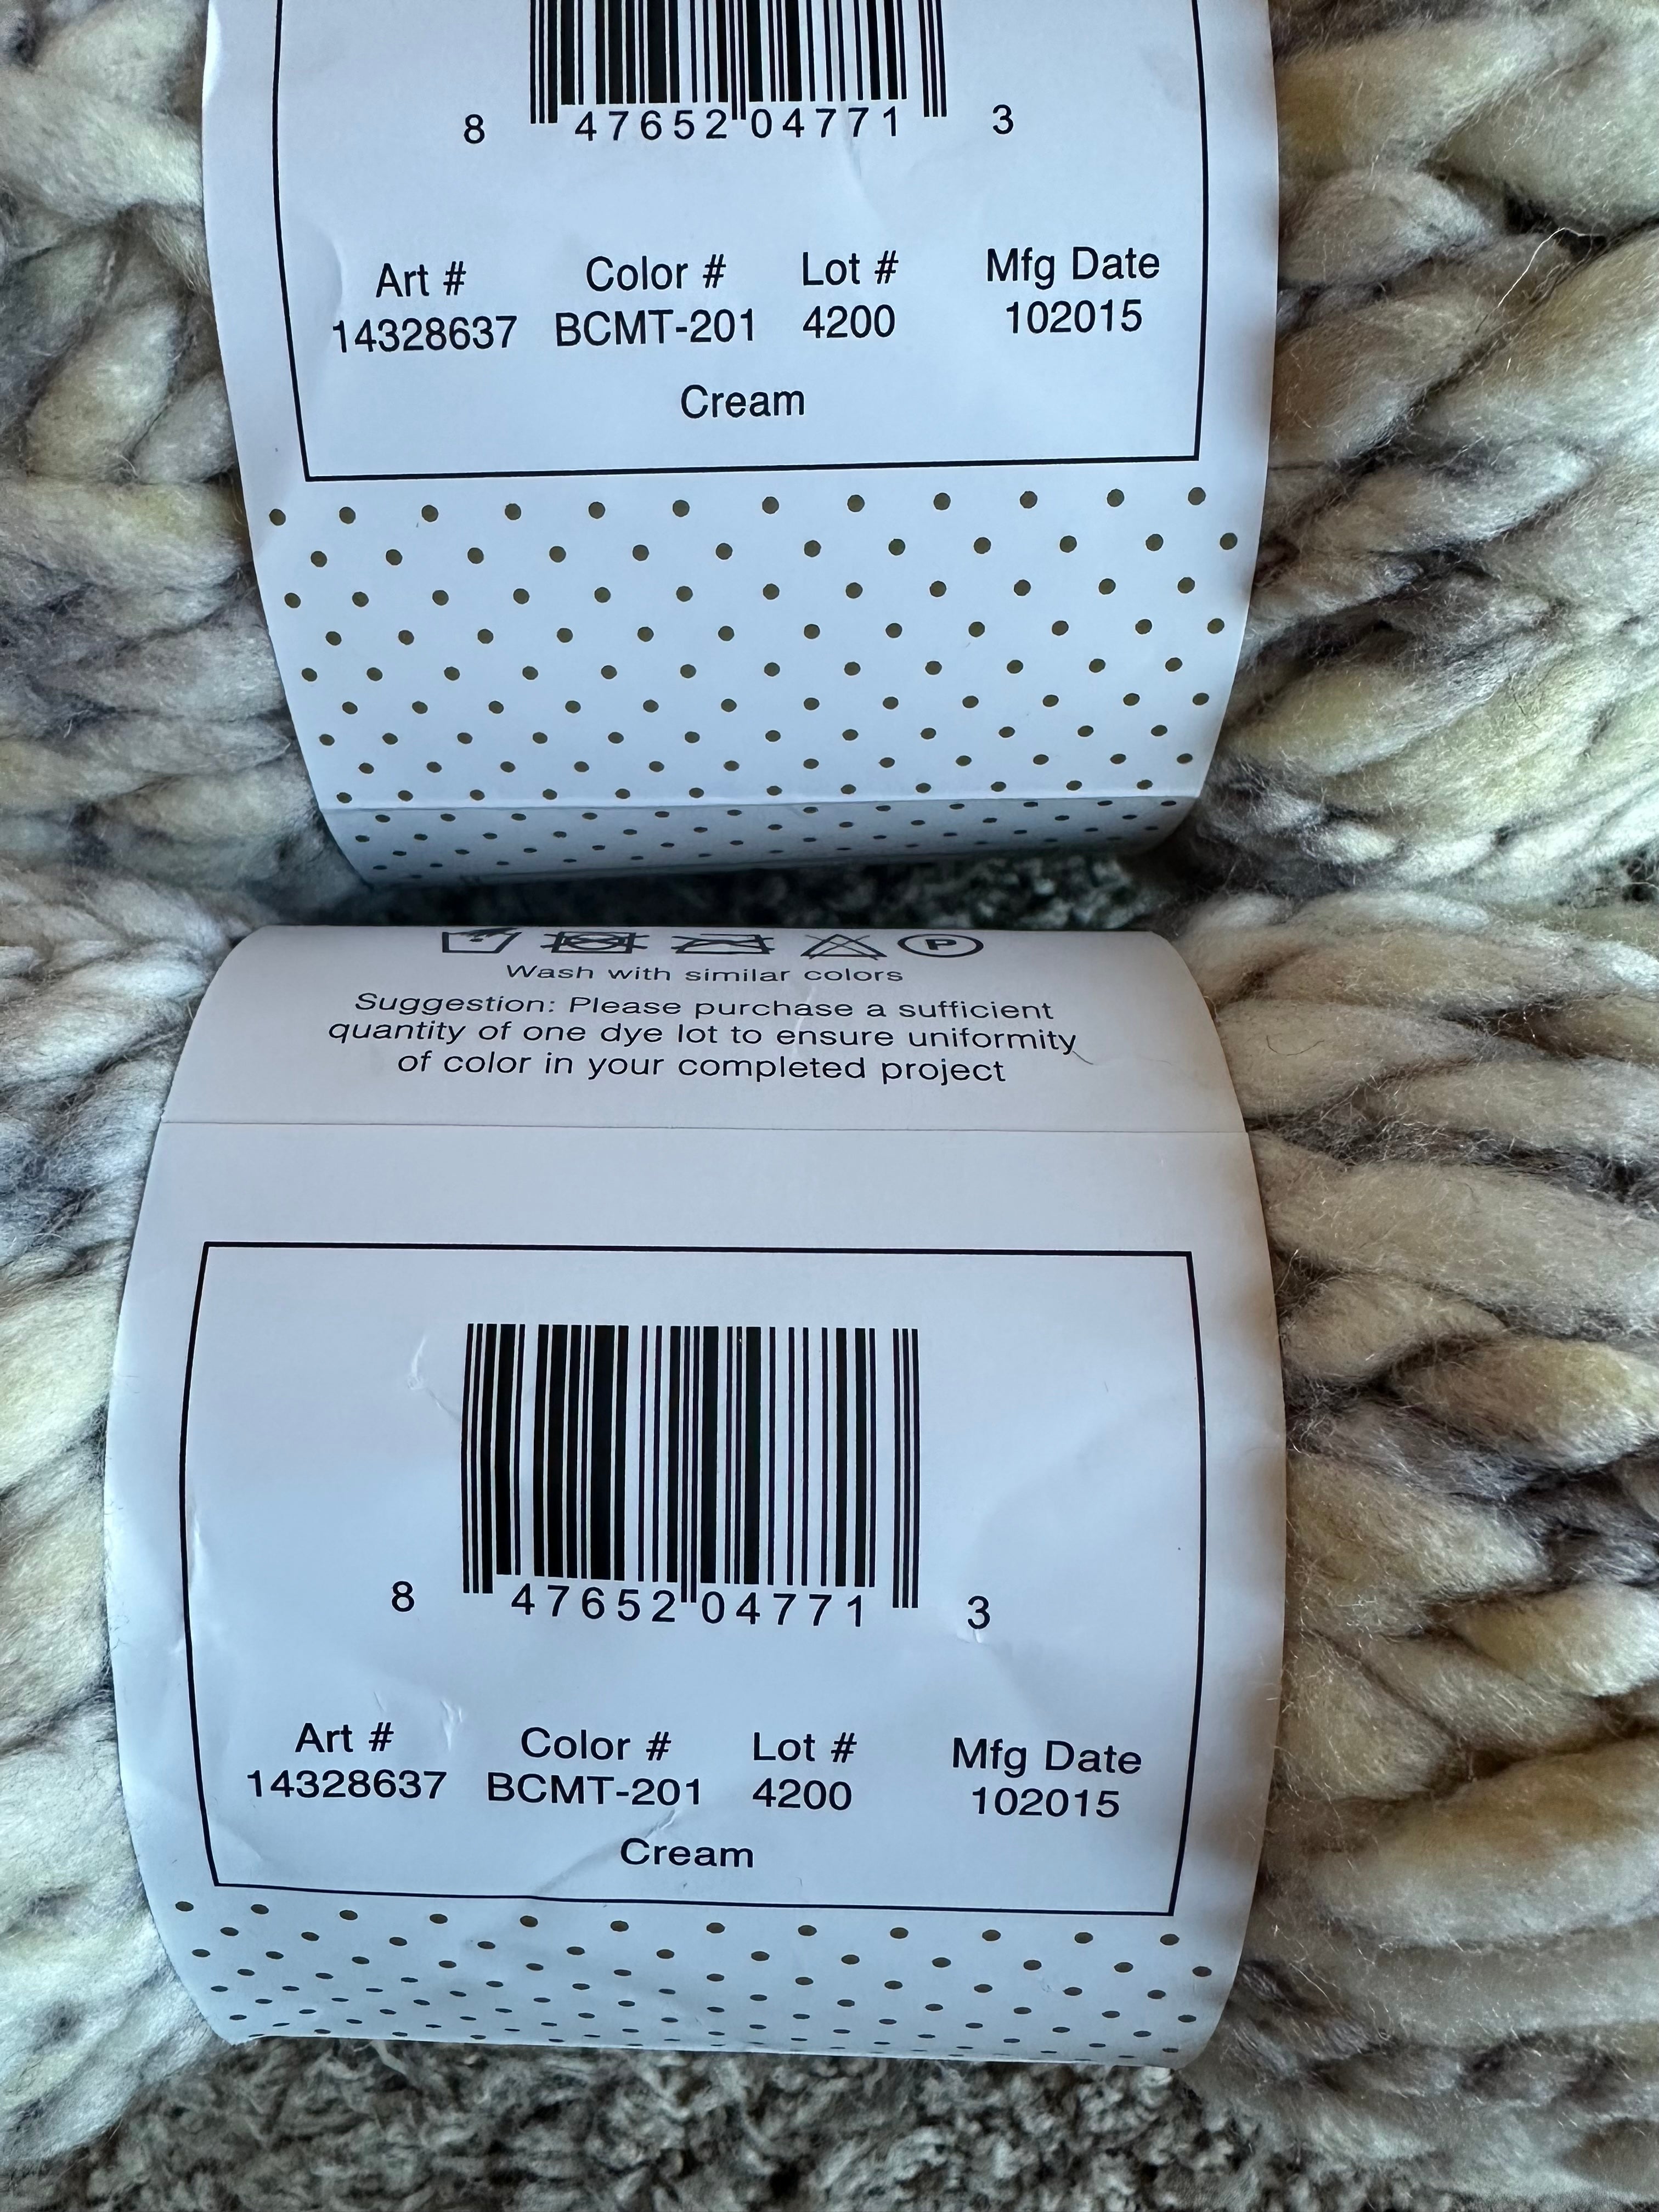 8 47652 04771 3
Art # Color # Lot # Mfg Date
14328637 BCMT-201 4200 102015
Cream
P
Wash with similar colors
Suggestion: Please purchase a sufficient
quantity of one dye lot to ensure uniformity
of color in your completed project
8 47652 04771 3
Art # Color # Lot # Mfg Date
14328637 BCMT-201 4200 102015
Cream